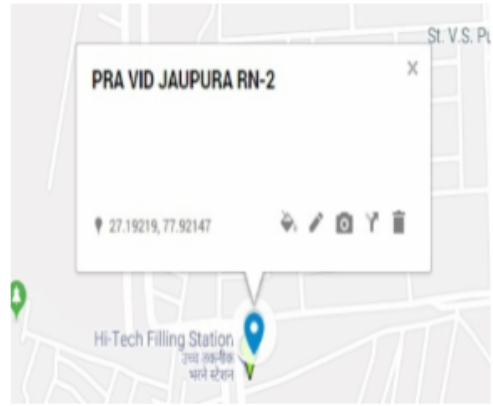 St. V.S. Pu
PRA VID JAUPURA RN-2
27.19219, 77.92147
Hi-Tech Filling Station
उच्च तकनीक
भरने स्टेशन